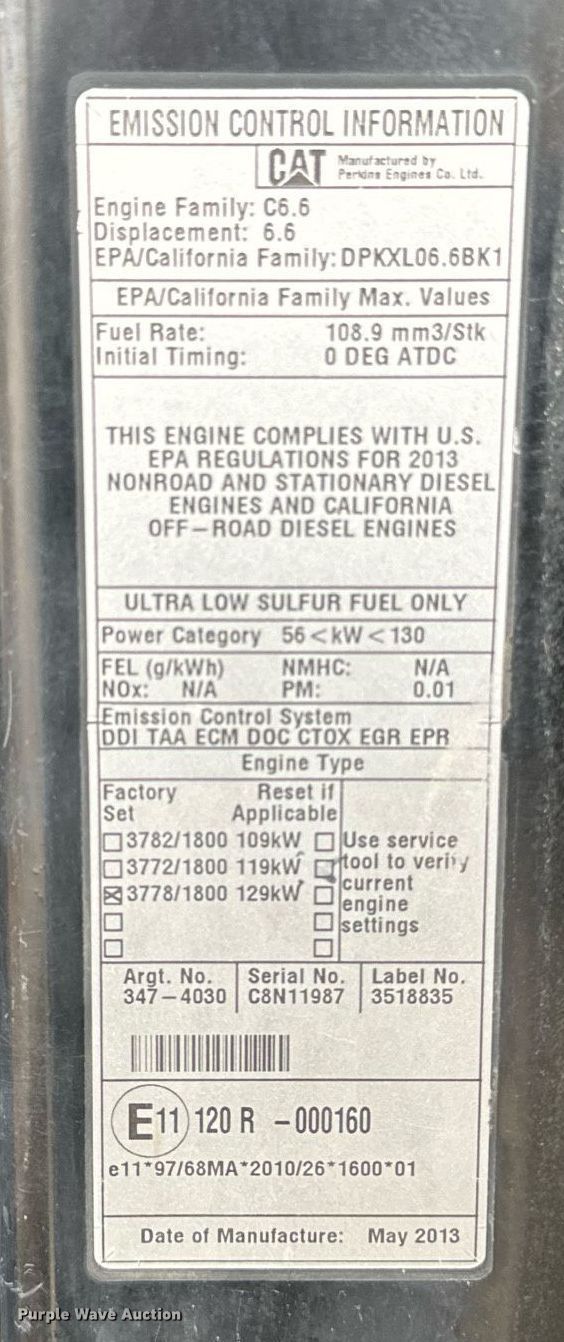 EMISSION CONTROL INFORMATION
CAT Manufactured by
Perkins Engines Co. Ltd.
Engine Family: C6.6
Displacement: 6.6
EPA/California Family: DPKXL06.6BK1
EPA/California Family Max. Values
Fuel Rate: 108.9 mm3/Stk
Initial Timing: 0 DEG ATDC
THIS ENGINE COMPLIES WITH U.S.
EPA REGULATIONS FOR 2013
NONROAD AND STATIONARY DIESEL
ENGINES AND CALIFORNIA
OFF-ROAD DIESEL ENGINES
ULTRA LOW SULFUR FUEL ONLY
Power Category 56<kW<130
FEL (g/kWh) NMHC: N/A
NOx: N/A PM: 0.01
Emission Control System
DDI TAA ECM DOC CTOX EGR EPR
Engine Type
Factory Reset if
Set Applicable
3782/1800 109kW Use service
3772/1800 119kW tool to verify
3778/1800 129kW current
engine
settings
Argt. No. Serial No. Label No.
347-4030 C8N11987 3518835
E11 120 R -000160
e11*97/68MA*2010/26*1600*01
Date of Manufacture: May 2013
Purple Wave Auction